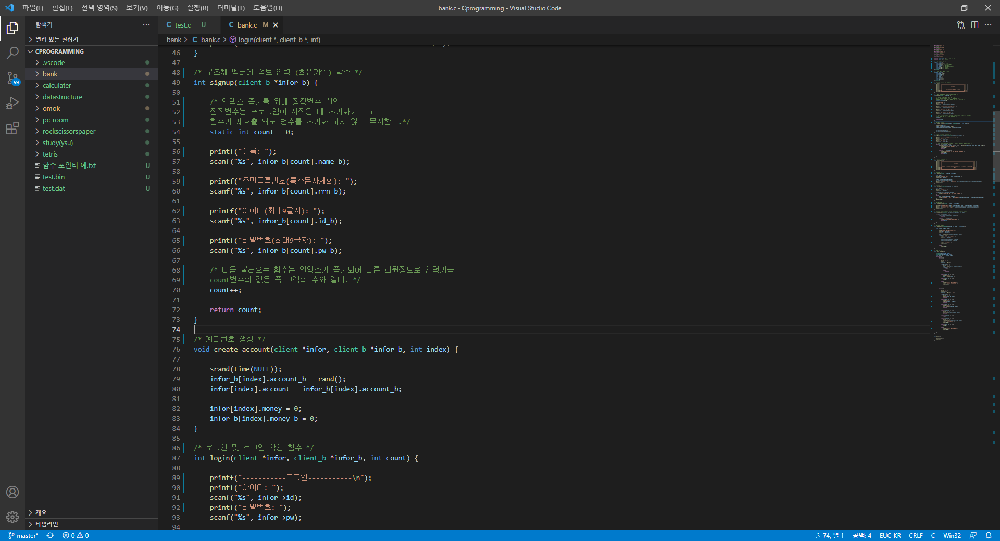 파일(F) 편집(E) 선택 영역(S) 보기(V) 이동(G) 실행(R) 터미널(T) 도움말(H)
bank.c - Cprogramming - Visual Studio Code
탐색기
열려 있는 편집기
CPROGRAMMING
.vscode
bank
calculater
datastructure
omok
pc-room
rockscissorspaper
study(ysu)
tetris
함수 포인터 예.txt U
test.bin U
test.dat U
59
개요
타임라인
C test.c U
C bank.c M
bank > C bank.c > login(client *, client_b *, int)
46 }
47
48 /* 구조체 멤버에 정보 입력 (회원가입) 함수 */
49 int signup(client_b *infor_b) {
50
51 /* 인덱스 증가를 위해 정적변수 선언
52 정적변수는 프로그램이 시작될 때 초기화가 되고
53 함수가 재호출 돼도 변수를 초기화 하지 않고 무시한다.*/
54 static int count = 0;
55
56 printf("이름: ");
57 scanf("%s", infor_b[count].name_b);
58
59 printf("주민등록번호(특수문자제외): ");
60 scanf("%s", infor_b[count].rrn_b);
61
62 printf("아이디(최대9글자): ");
63 scanf("%s", infor_b[count].id_b);
64
65 printf("비밀번호(최대9글자): ");
66 scanf("%s", infor_b[count].pw_b);
67
68 /* 다음 불러오는 함수는 인덱스가 증가되어 다른 회원정보로 입력가능
69 count변수의 값은 즉 고객의 수와 같다. */
70 count++;
71
72 return count;
73 }
74
75 /* 계좌번호 생성 */
76 void create_account(client *infor, client_b *infor_b, int index) {
77
78 srand(time(NULL));
79 infor_b[index].account_b = rand();
80 infor[index].account = infor_b[index].account_b;
81
82 infor[index].money = 0;
83 infor_b[index].money_b = 0;
84 }
85
86 /* 로그인 및 로그인 확인 함수 */
87 int login(client *infor, client_b *infor_b, int count) {
88
89 printf("-----------로그인-----------\n");
90 printf("아이디: ");
91 scanf("%s", infor->id);
92 printf("비밀번호: ");
93 scanf("%s", infor->pw);
94
master* 0 0
줄 74, 열 1 공백: 4 EUC-KR CRLF C Win32